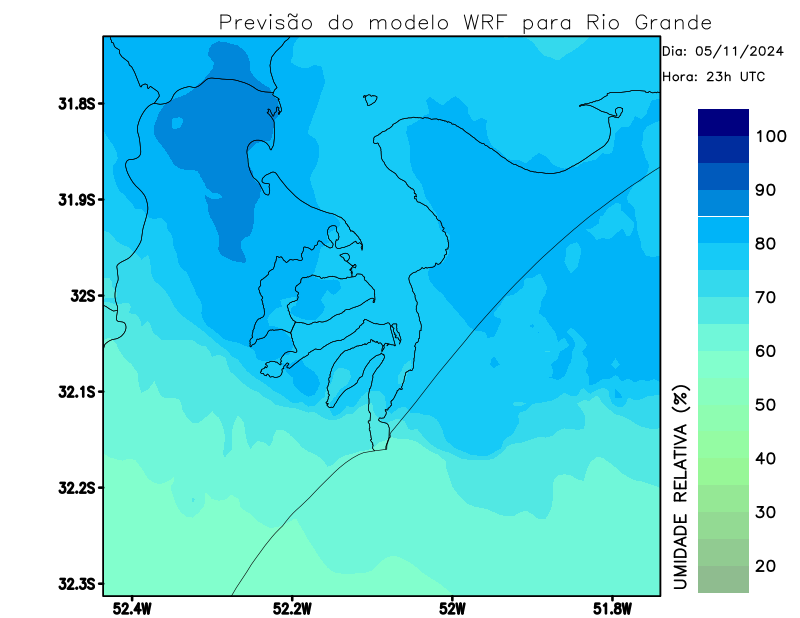 Previsão do modelo WRF para Rio Grande
Dia: 05/11/2024
Hora: 23h UTC
31.8S
31.9S
32S
32.1S
32.2S
32.3S
52.4W
52.2W
52W
51.8W
100
90
80
70
60
50
40
30
20
UMIDADE RELATIVA (%)